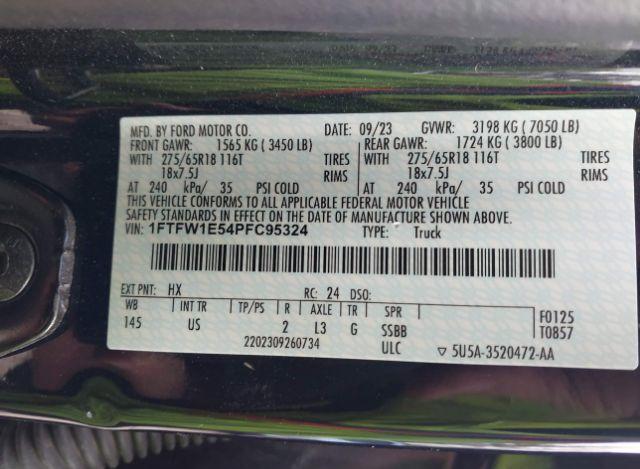 MFD. BY FORD MOTOR CO. DATE: 09/23 GVWR: 3198 KG ( 7050 LB)
FRONT GAWR: 1565 KG ( 3450 LB) REAR GAWR: 1724 KG ( 3800 LB)
WITH 275/65R18 116T TIRES WITH 275/65R18 116T TIRES
18x7.5J RIMS 18x7.5J RIMS
AT 240 kPa/ 35 PSI COLD AT 240 kPa/ 35 PSI COLD
THIS VEHICLE CONFORMS TO ALL APPLICABLE FEDERAL MOTOR VEHICLE
SAFETY STANDARDS IN EFFECT ON THE DATE OF MANUFACTURE SHOWN ABOVE.
VIN: 1FTFW1E54PFC95324 TYPE: Truck
EXT PNT: HX RC: 24 DSO:
WB INT TR TP/PS R AXLE TR SPR F0125
145 US 2 L3 G SSBB T0857
2202309260734 ULC ▽ 5U5A-3520472-AA